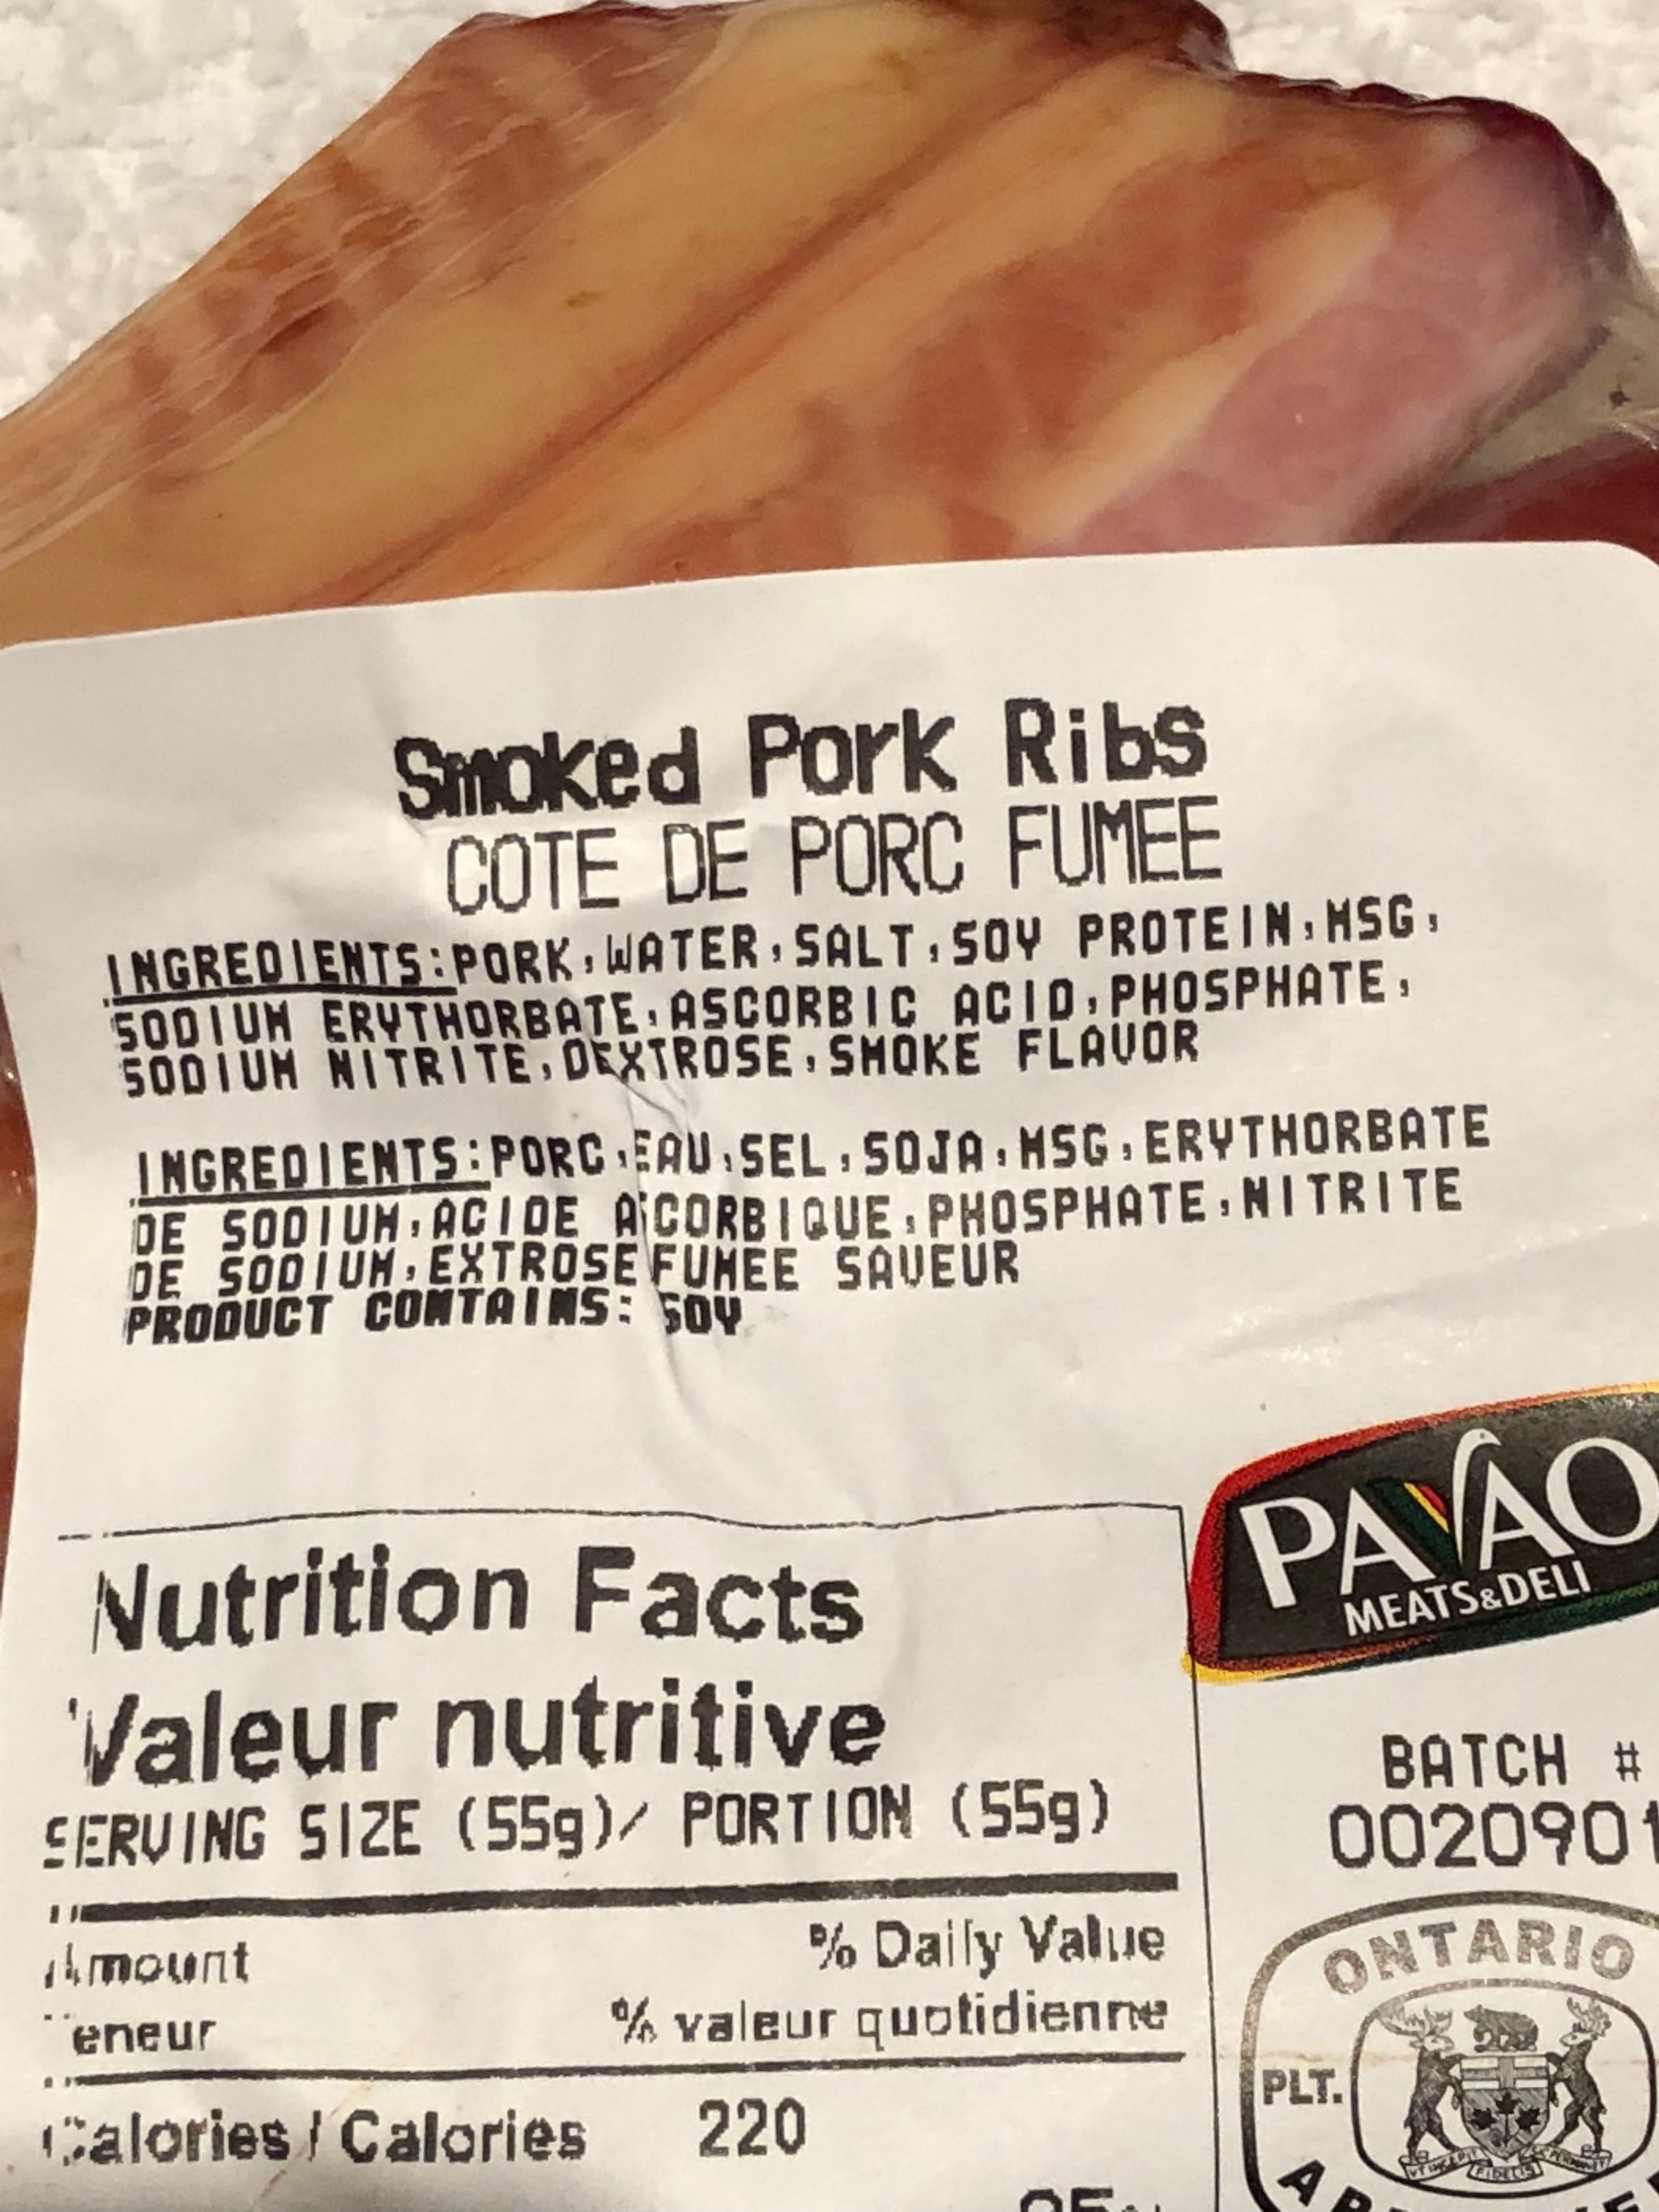 Smoked Pork Ribs
COTE DE PORC FUMEE
INGREDIENTS:PORK,WATER,SALT,SOY PROTEIN,MSG,
SODIUM ERYTHORBATE,ASCORBIC ACID,PHOSPHATE,
SODIUM NITRITE,DEXTROSE,SMOKE FLAVOR
INGREDIENTS:PORC,EAU,SEL,SOJA,MSG,ERYTHORBATE
DE SODIUM,ACIDE ASCORBIQUE,PHOSPHATE,NITRITE
DE SODIUM,EXTROSE FUMEE SAVEUR
PRODUCT CONTAINS: SOY
PAVAO
MEATS&DELI
Nutrition Facts
Valeur nutritive
SERVING SIZE (55g)/ PORTION (55g)
Amount
% Daily Value
Teneur
% valeur quotidienne
Calories / Calories 220
BATCH #
0020901
ONTARIO
PLT.